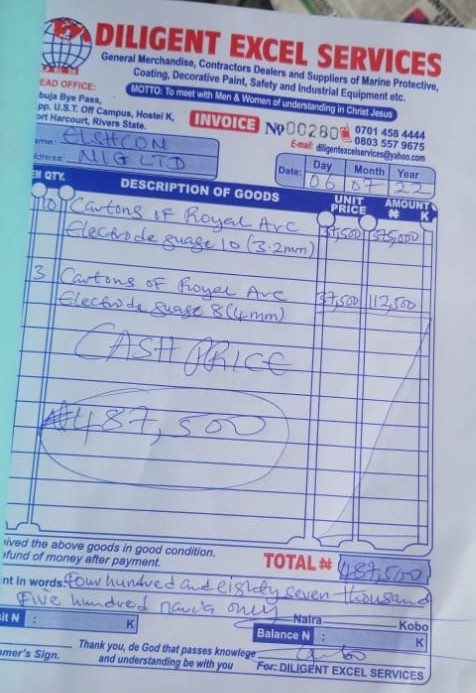 DILIGENT EXCEL SERVICES
General Merchandise, Contractors Dealers and Suppliers of Marine Protective,
Coating, Decorative Paint, Safety and Industrial Equipment etc.
MOTTO: To meet with Men & Women of understanding in Christ Jesus
EAD OFFICE:
buja Bye Pass,
pp. U.S.T. Off Campus, Hostel K,
ort Harcourt, Rivers State.
INVOICE No 00280
0701 458 4444
0803 557 9675
E-mail: diligentexcelservices@yahoo.com
ame: ELSHCON
ddress: NIG LTD
Date: Day Month Year
06 07 22
QTY. DESCRIPTION OF GOODS UNIT PRICE AMOUNT
₦ K
10 Cartons of Royal Arc
Electrode guage 10 (3.2mm) 37,500 375,000
3 Cartons of Royal Arc 37,500 112,500
Electrode guage 8 (4mm)
CASH PRICE
₦487,500
ived the above goods in good condition.
efund of money after payment.
TOTAL ₦ 487,500
nt in words: Four hundred and eighty seven thousand
Five hundred naira only
Naira Kobo
sit N : K
Balance N : K
omer's Sign.
Thank you, de God that passes knowlege
and understanding be with you
For: DILIGENT EXCEL SERVICES